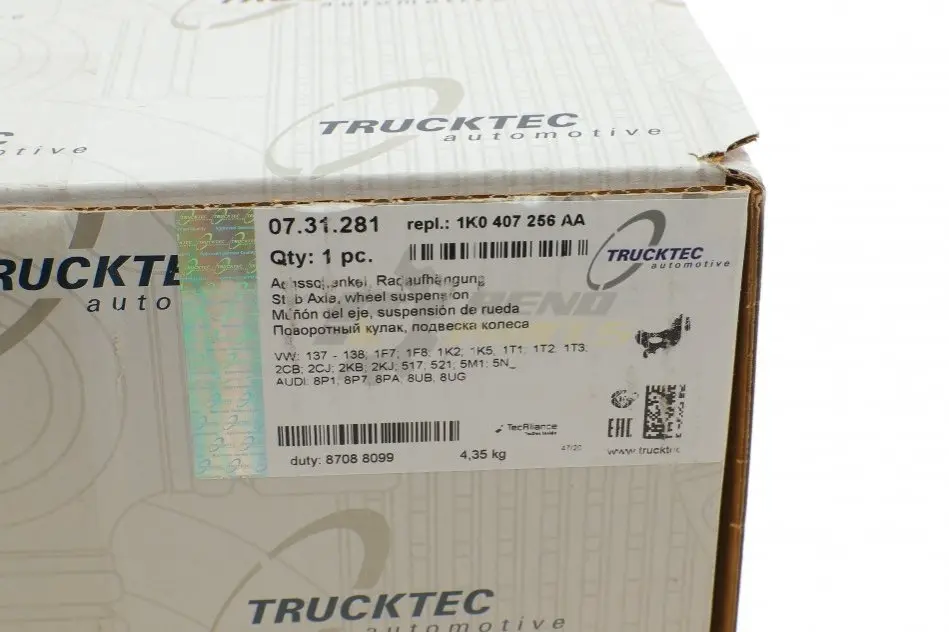 TRUCKTEC
automotive
otive
07.31.281 repl.: 1K0 407 256 AA
Qty: 1 pc.
TRUCKTEC
automotive
Achsschenkel, Radaufhängung
Stub Axle, wheel suspension
Muñón del eje, suspensión de rueda
Поворотный кулак, подвеска колеса
VW: 137 - 138; 1F7; 1F8; 1K2; 1K5; 1T1; 1T2; 1T3;
2CB; 2CJ; 2KB; 2KJ; 517; 521; 5M1; 5N_
AUDI: 8P1; 8P7; 8PA; 8UB; 8UG
TecAlliance
EAC
duty: 8708 8099 4,35 kg 47/20 www.trucktec
TRUCKTE
auto
TRUCKTEC
automotive